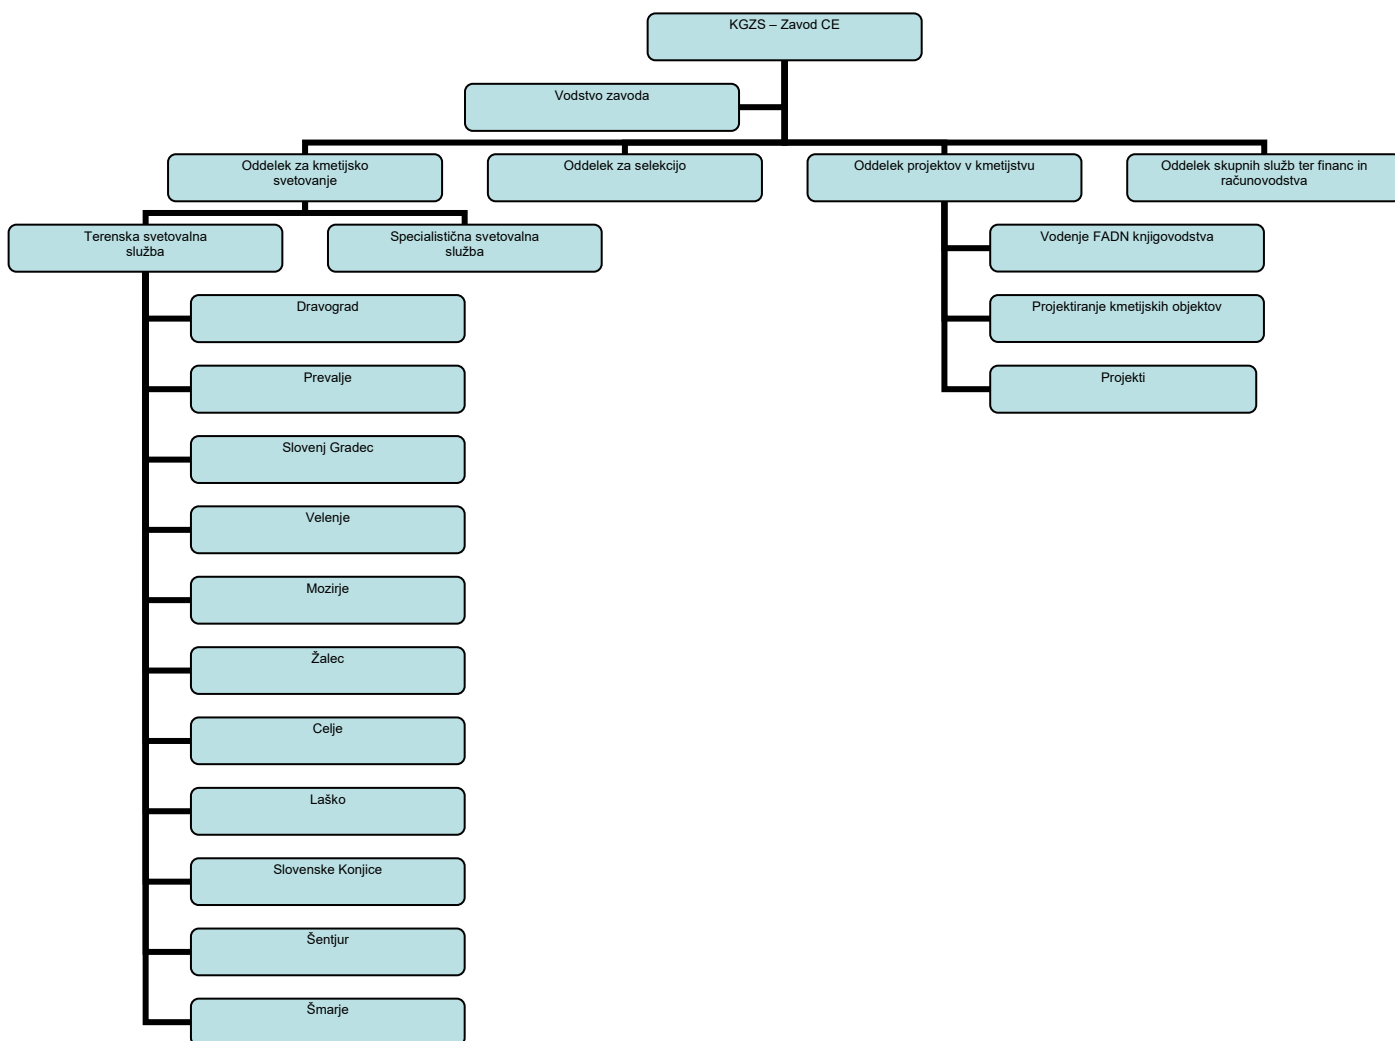 KGZS – Zavod CE
Vodstvo zavoda
Oddelek za kmetijsko
svetovanje
Oddelek za selekcijo
Oddelek projektov v kmetijstvu
Oddelek skupnih služb ter financ in
računovodstva
Terenska svetovalna
služba
Specialistična svetovalna
služba
Vodenje FADN knjigovodstva
Projektiranje kmetijskih objektov
Projekti
Dravograd
Prevalje
Slovenj Gradec
Velenje
Mozirje
Žalec
Celje
Laško
Slovenske Konjice
Šentjur
Šmarje